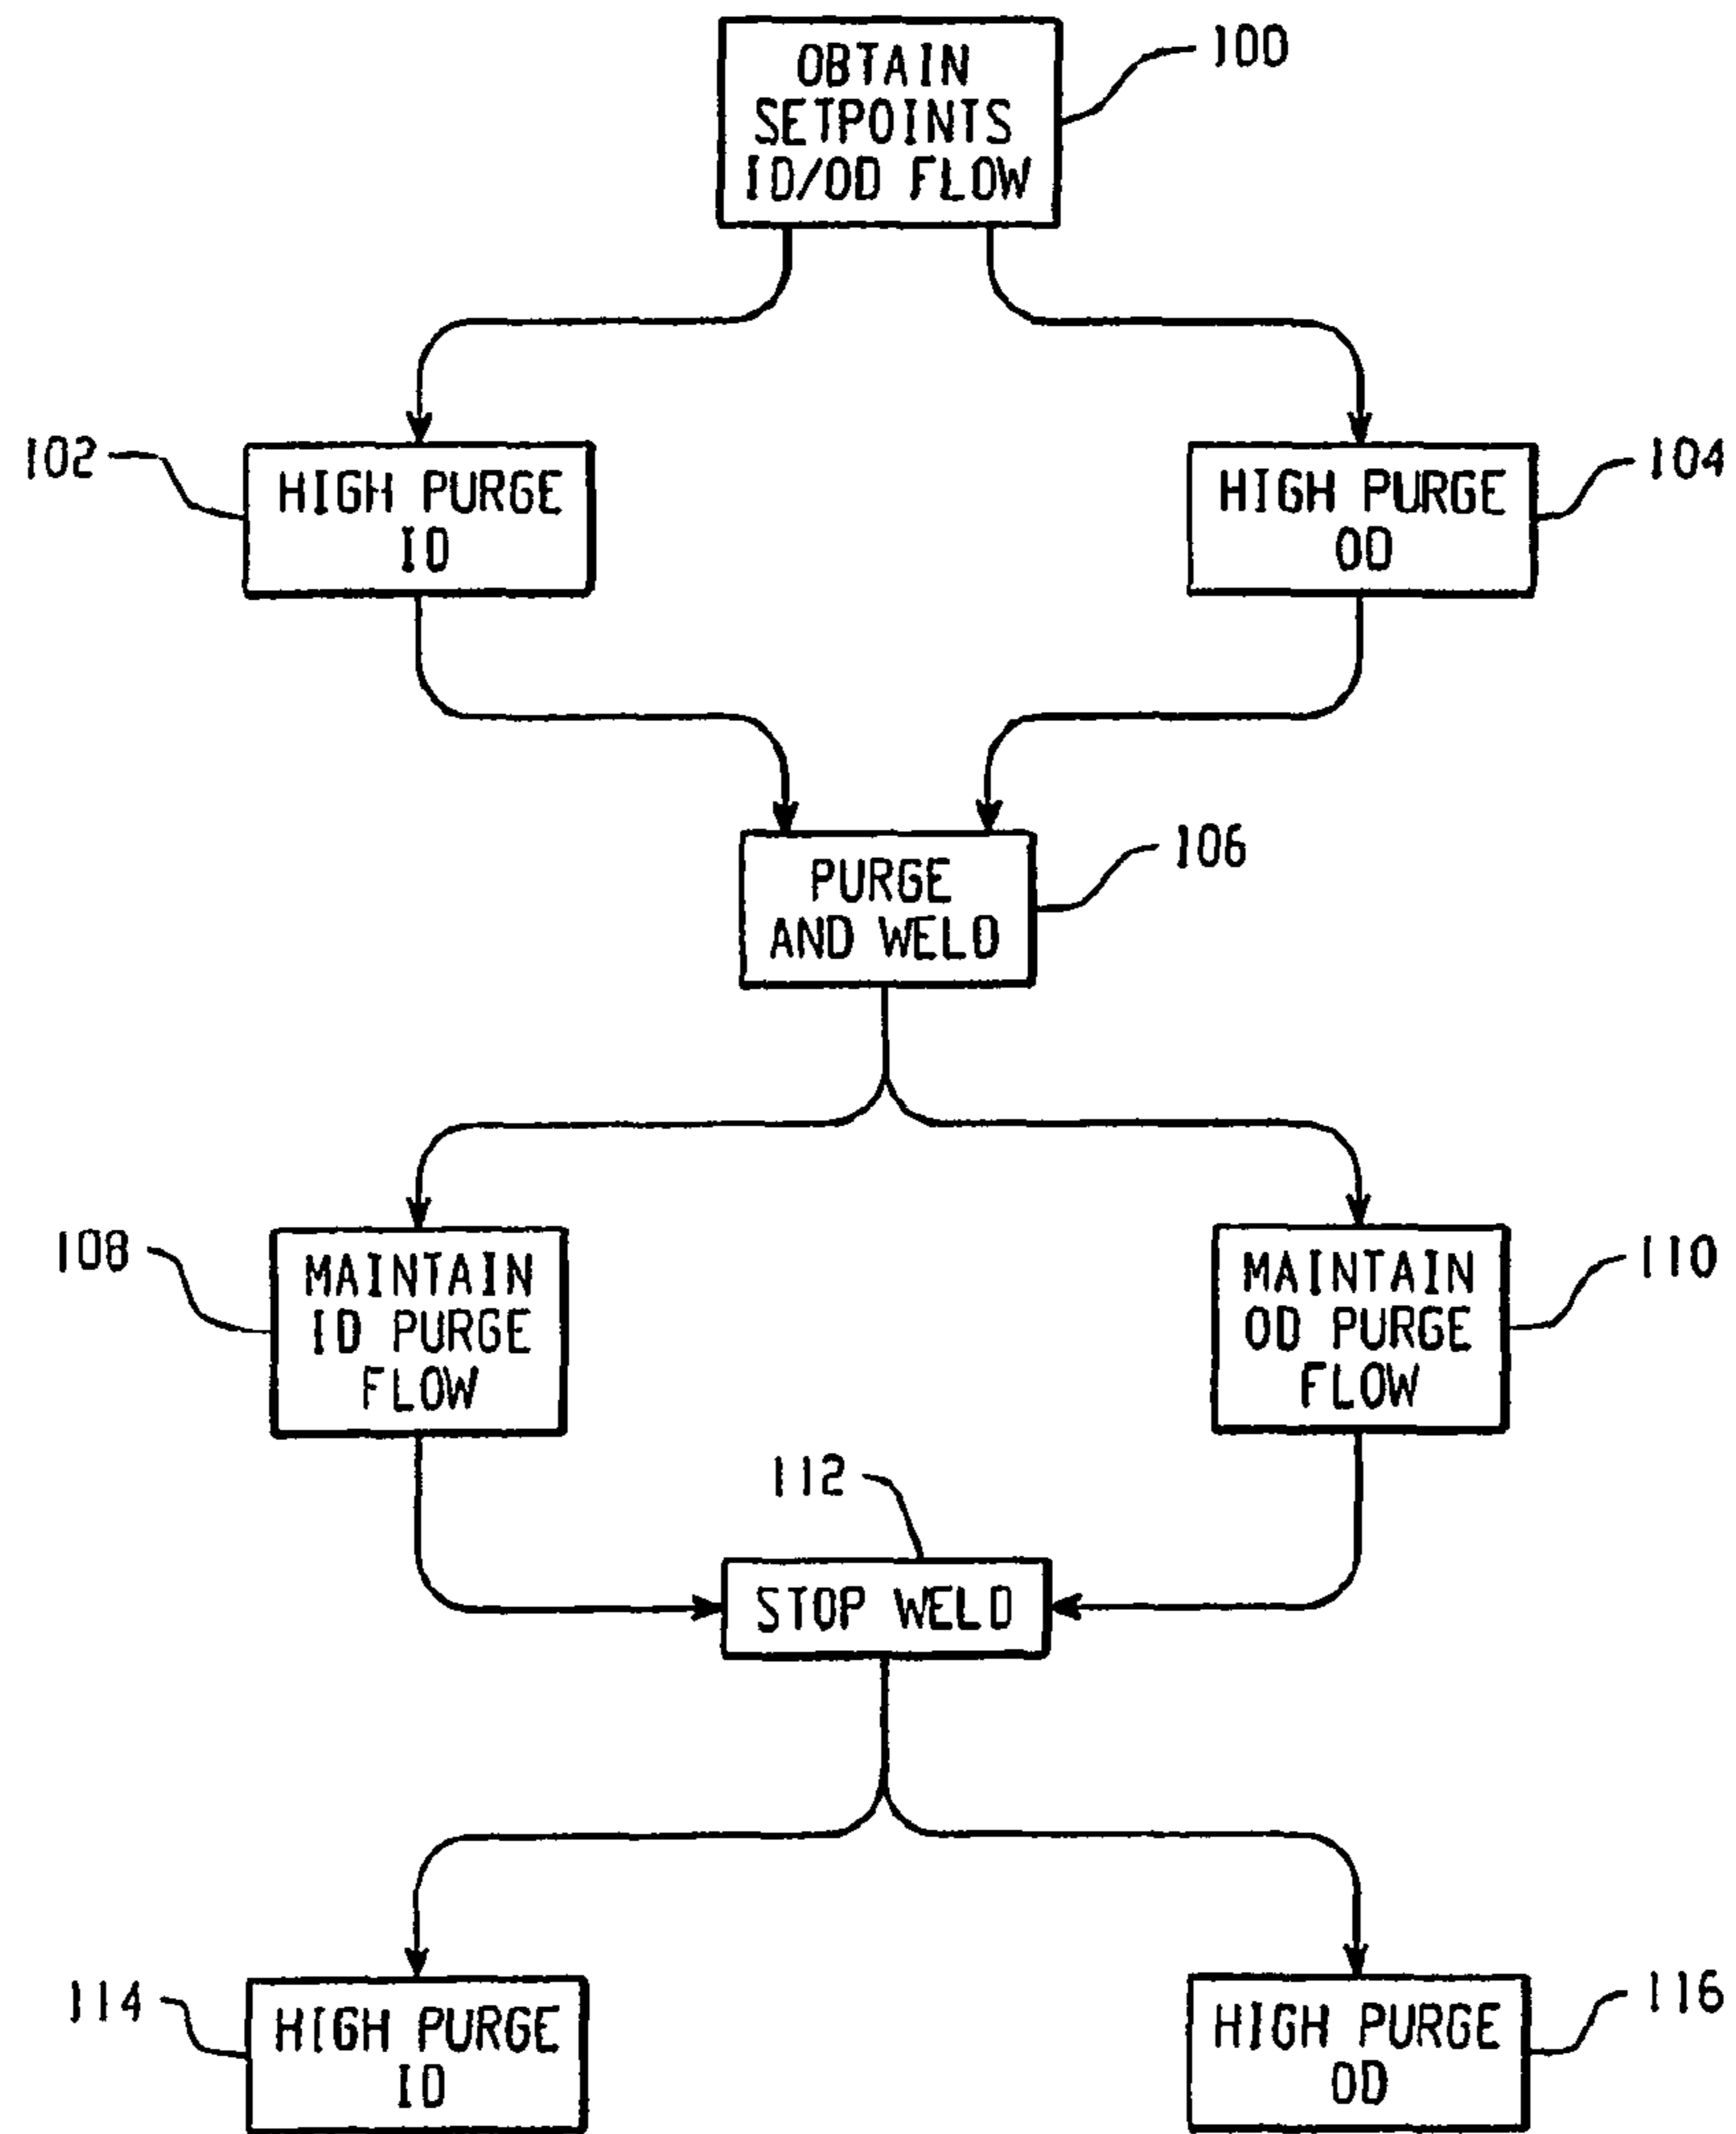 OBTAIN
SETPOINTS
ID/OD FLOW
100
102
HIGH PURGE
ID
HIGH PURGE
OD
104
PURGE
AND WELD
106
108
MAINTAIN
ID PURGE
FLOW
MAINTAIN
OD PURGE
FLOW
110
112
STOP WELD
114
HIGH PURGE
ID
HIGH PURGE
OD
116